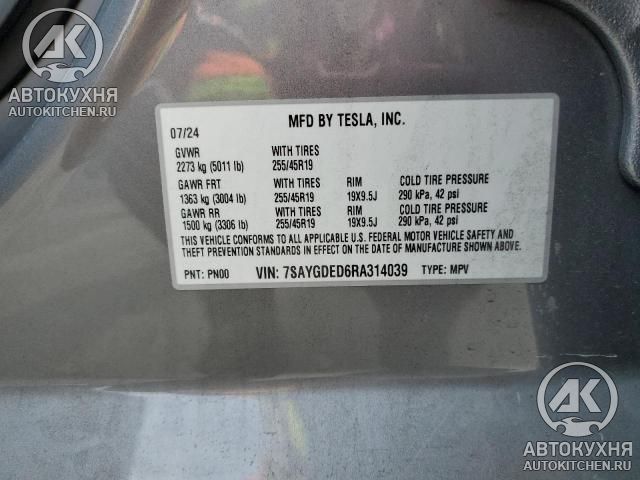 АК
АВТОКУХНЯ
AUTOKITCHEN.RU
MFD BY TESLA, INC.
07/24
GVWR WITH TIRES
2273 kg (5011 lb) 255/45R19
GAWR FRT WITH TIRES RIM COLD TIRE PRESSURE
1363 kg (3004 lb) 255/45R19 19X9.5J 290 kPa, 42 psi
GAWR RR WITH TIRES RIM COLD TIRE PRESSURE
1500 kg (3306 lb) 255/45R19 19X9.5J 290 kPa, 42 psi
THIS VEHICLE CONFORMS TO ALL APPLICABLE U.S. FEDERAL MOTOR VEHICLE SAFETY AND
THEFT PREVENTION STANDARDS IN EFFECT ON THE DATE OF MANUFACTURE SHOWN ABOVE.
PNT: PN00 VIN: 7SAYGDED6RA314039 TYPE: MPV
АК
АВТОКУХНЯ
AUTOKITCHEN.RU